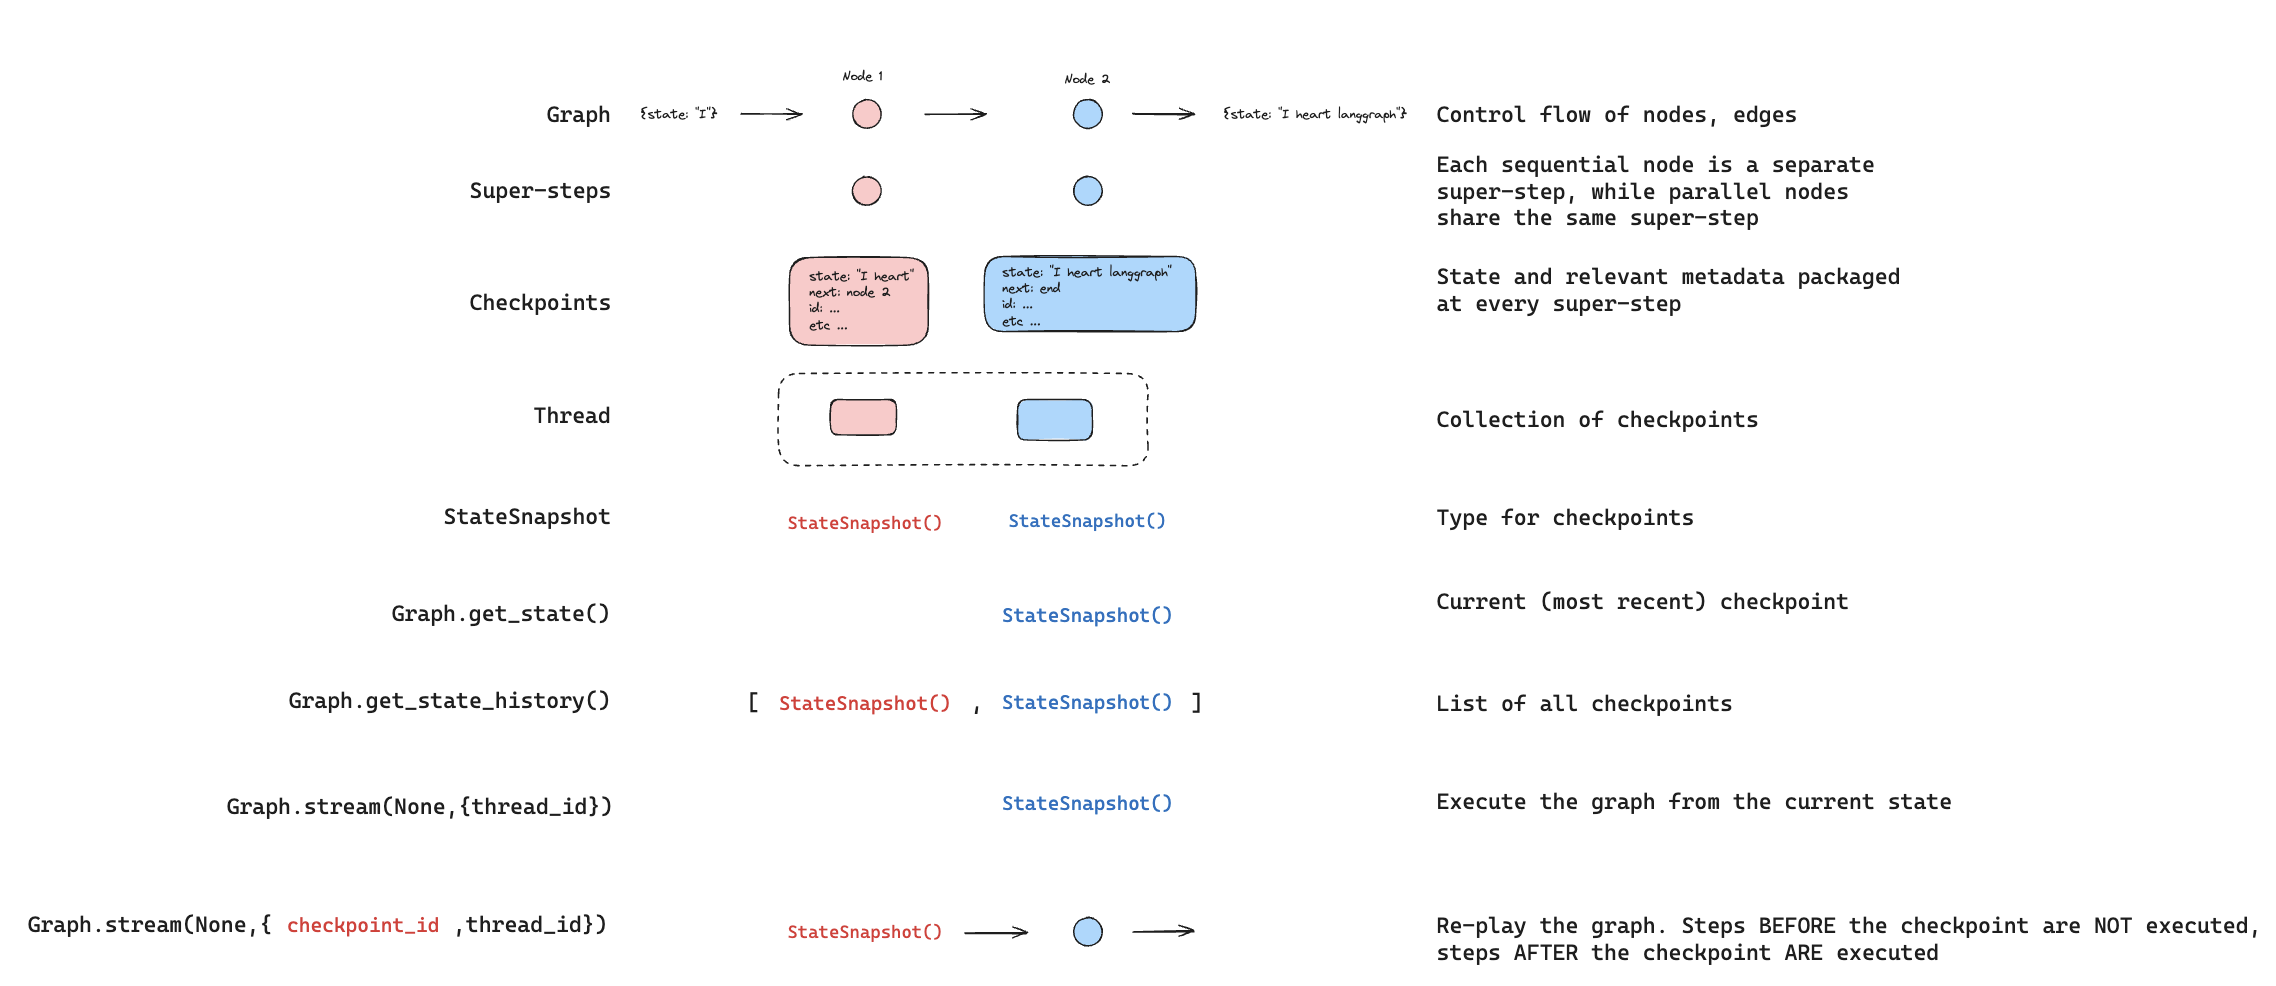 Node 1
Node 2
Graph
{state: "I"}
{state: "I heart langgraph"}
Control flow of nodes, edges
Super-steps
Each sequential node is a separate
super-step, while parallel nodes
share the same super-step
Checkpoints
state: "I heart"
next: node 2
id: ...
etc ...
state: "I heart langgraph"
next: end
id: ...
etc ...
State and relevant metadata packaged
at every super-step
Thread
Collection of checkpoints
StateSnapshot
StateSnapshot()
StateSnapshot()
Type for checkpoints
Graph.get_state()
StateSnapshot()
Current (most recent) checkpoint
Graph.get_state_history()
[ StateSnapshot() , StateSnapshot() ]
List of all checkpoints
Graph.stream(None,{thread_id})
StateSnapshot()
Execute the graph from the current state
Graph.stream(None,{ checkpoint_id ,thread_id})
StateSnapshot()
Re-play the graph. Steps BEFORE the checkpoint are NOT executed,
steps AFTER the checkpoint ARE executed